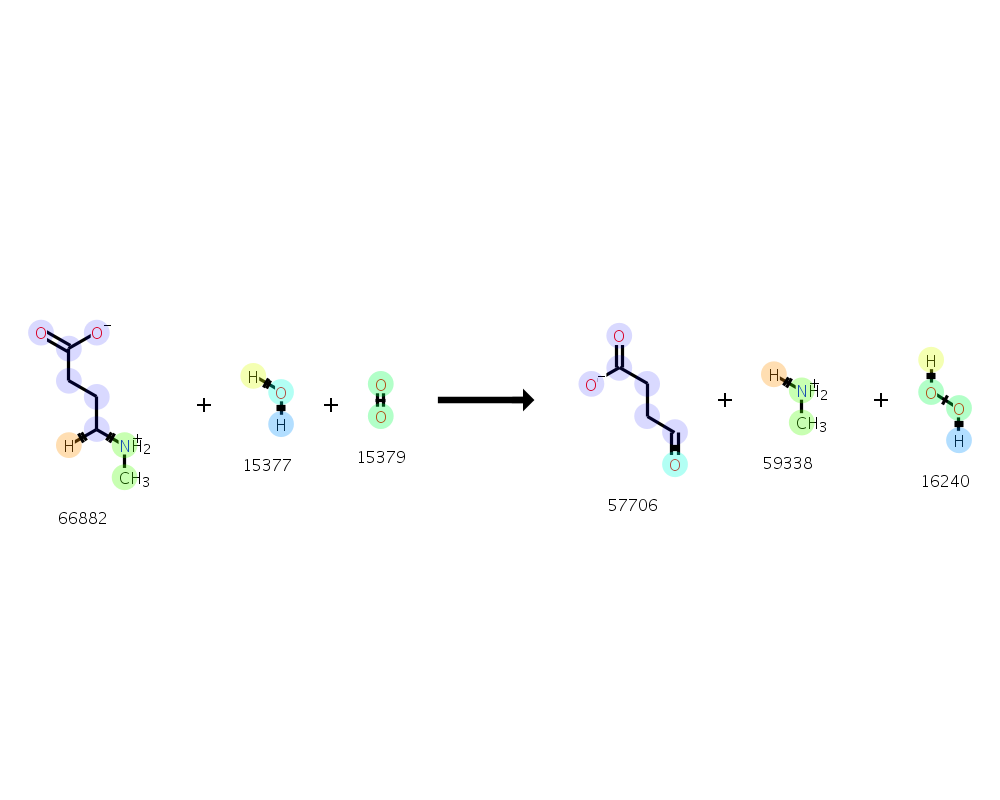 O O−
H NH2+
CH3
66882
+
H O
H
15377
+
O
O
15379
O
O−
O
57706
+
H NH2+
CH3
59338
+
H
O O
H
16240